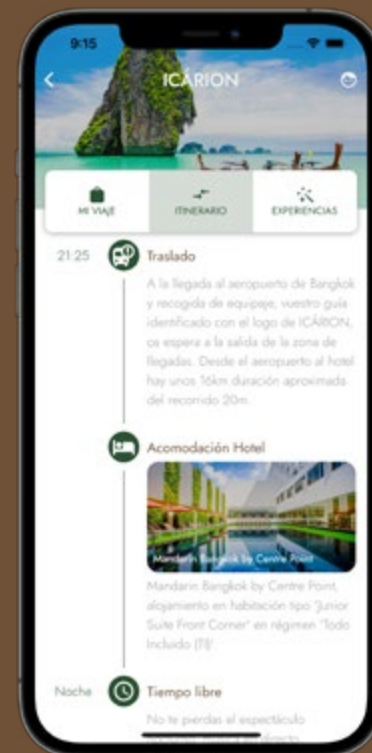 9:15
ICÁRION
MI VIAJE
ITINERARIO
EXPERIENCIAS
21:25
Traslado
A la llegada al aeropuerto de Bangkok
y recogida de equipaje, vuestro guía
identificado con el logo de ICÁRION,
os espera a la salida de la zona de
llegadas. Desde el aeropuerto al hotel
hay unos 16km duración aproximada
del recorrido 20m.
Acomodación Hotel
Mandarin Bangkok by Centre Point
Mandarin Bangkok by Centre Point,
alojamiento en habitación tipo "Junior
Suite Front Corner" en régimen 'Todo
Incluido (TI)'.
Noche
Tiempo libre
No te pierdas el espectáculo